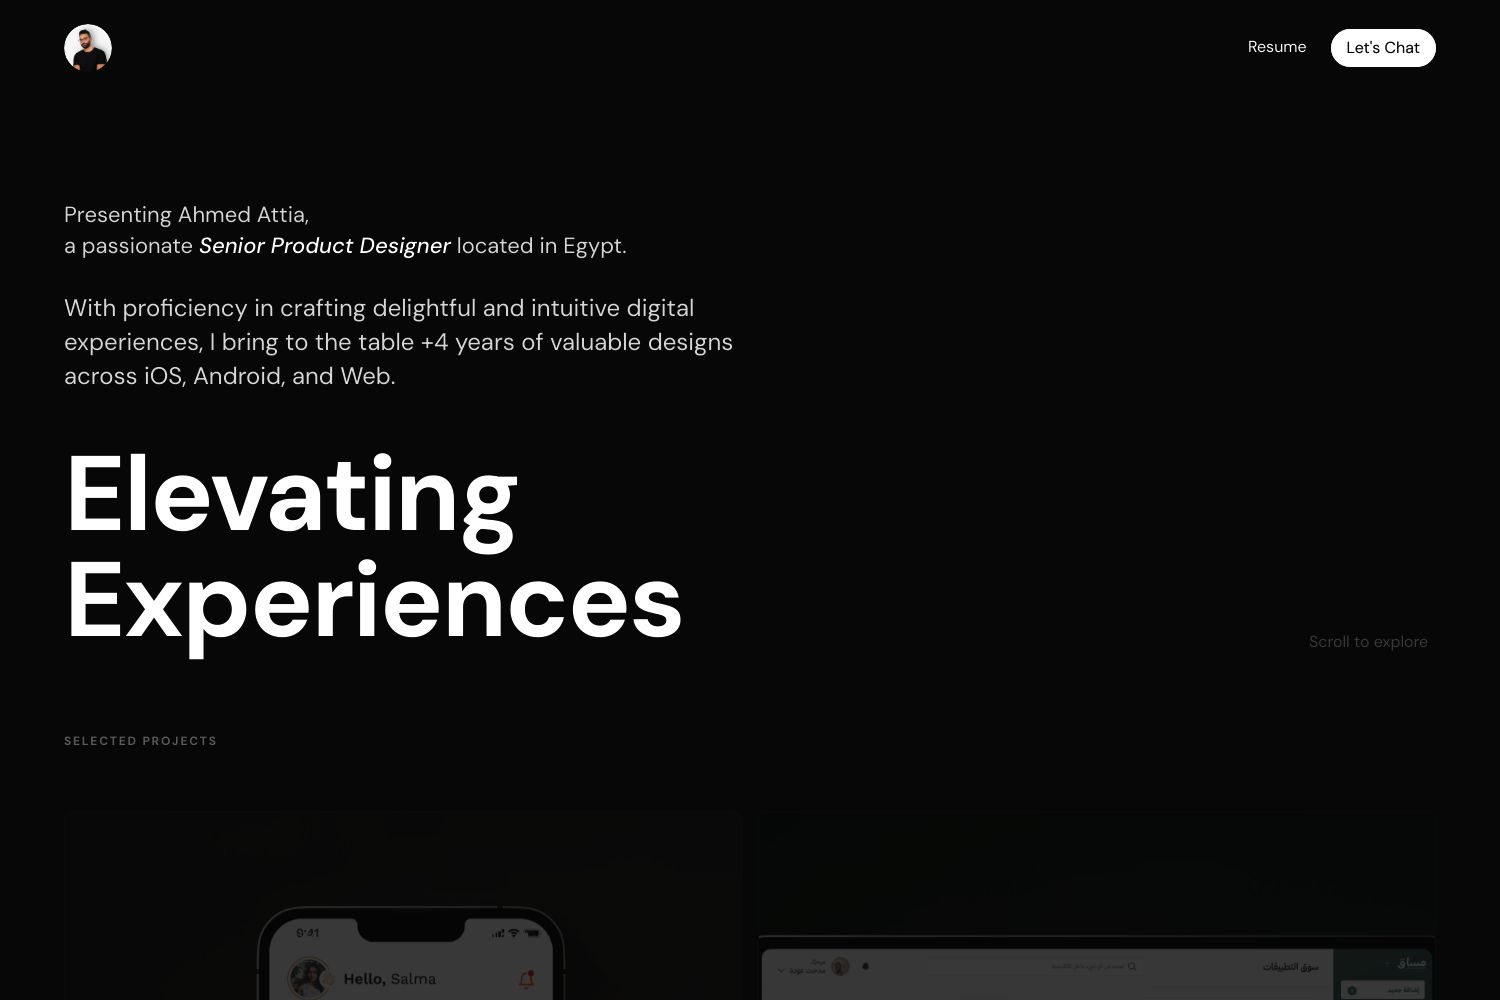 Resume
Let's Chat
Presenting Ahmed Attia,
a passionate Senior Product Designer located in Egypt.
With proficiency in crafting delightful and intuitive digital
experiences, I bring to the table +4 years of valuable designs
across iOS, Android, and Web.
Elevating
Experiences
Scroll to explore
SELECTED PROJECTS
9:41
Hello, Salma
سوق التطبيقات
مساق
إضافة جديد